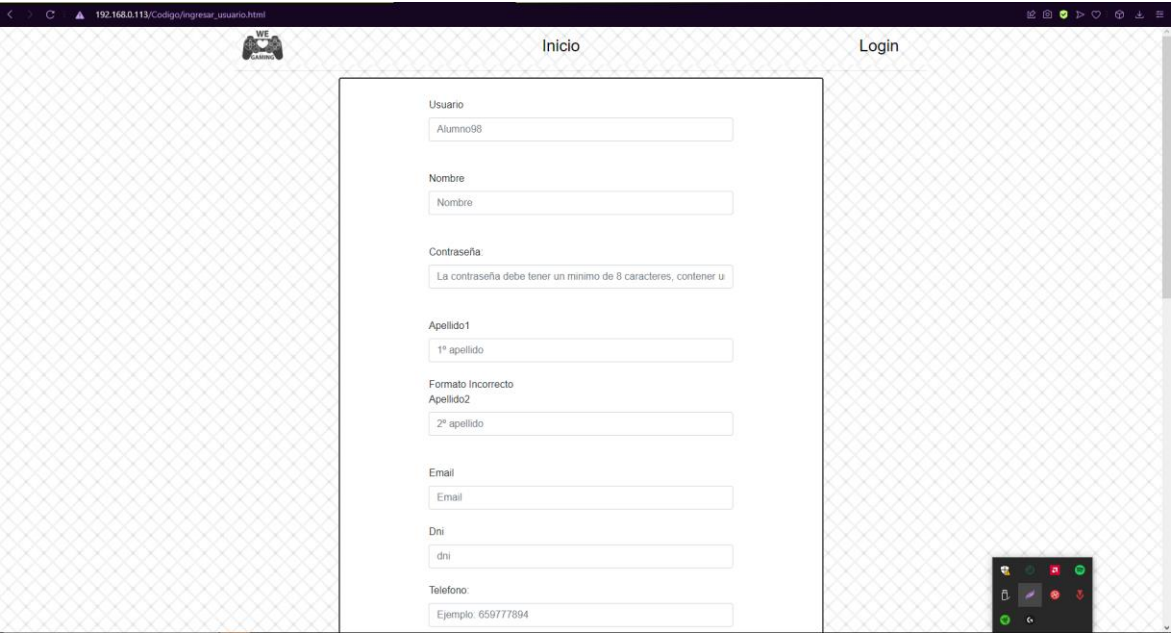 192.168.0.113/Codigo/ingresar_usuario.html
WE
GAMING
Inicio
Login
Usuario
Alumno98
Nombre
Nombre
Contraseña:
La contraseña debe tener un minimo de 8 caracteres, contener u
Apellido1
1º apellido
Formato Incorrecto
Apellido2
2º apellido
Email
Email
Dni
dni
Telefono:
Ejemplo: 659777894